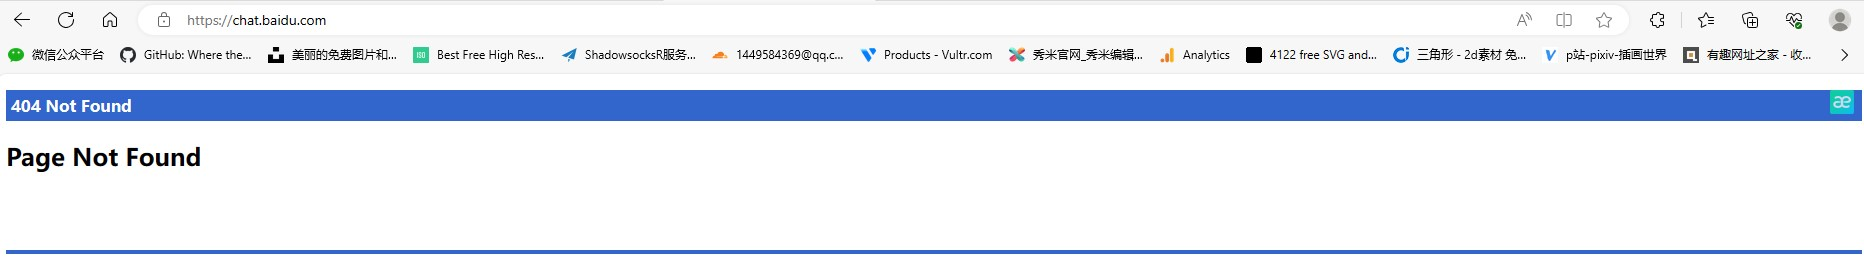 https://chat.baidu.com
微信公众平台 GitHub: Where the... 美丽的免费图片和... Best Free High Res... ShadowsocksR服务... 1449584369@qq.c... Products - Vultr.com 秀米官网_秀米编辑... Analytics 4122 free SVG and... 三角形 - 2d素材 免... p站-pixiv-插画世界 有趣网址之家 - 收...
404 Not Found
Page Not Found